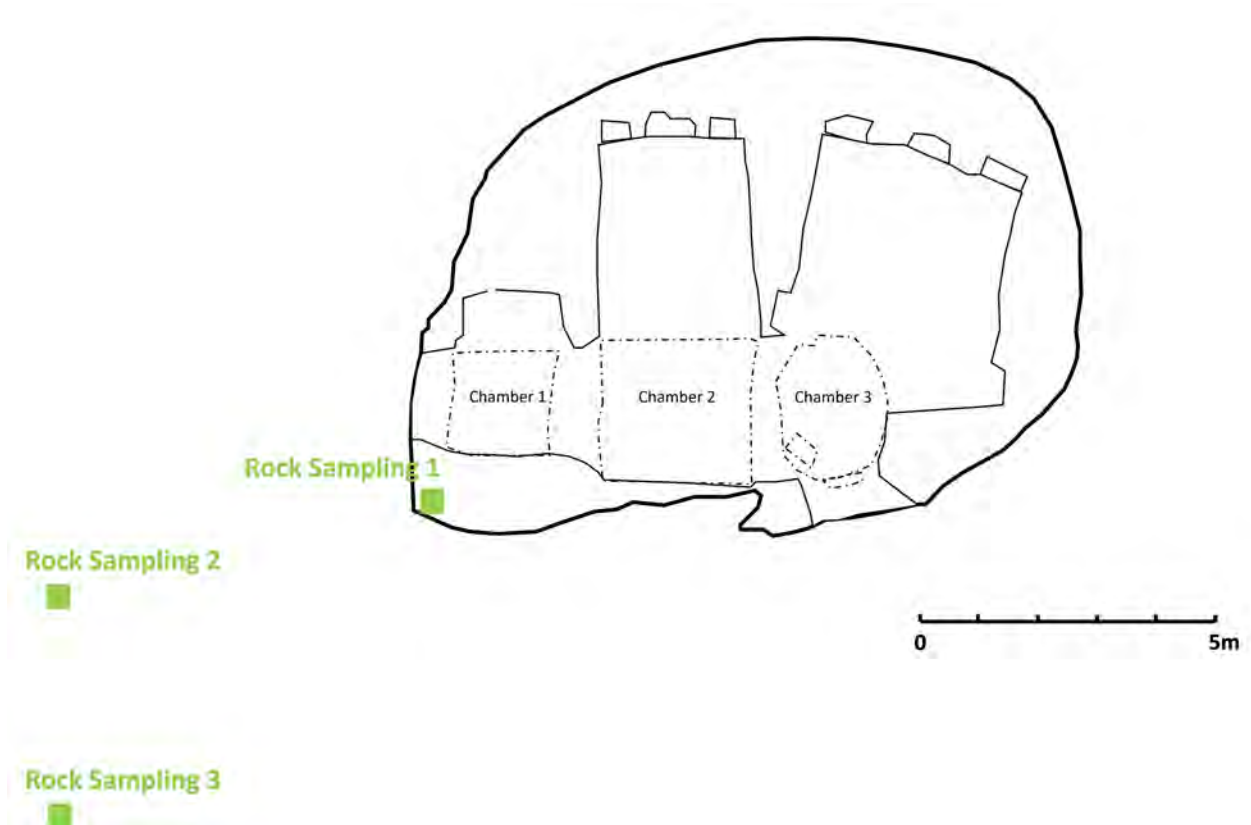 Chamber 1
Chamber 2
Chamber 3
Rock Sampling 1
Rock Sampling 2
0
5m
Rock Sampling 3